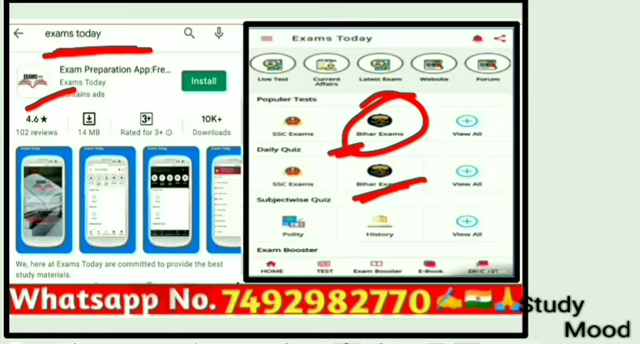 exams today
Exam Preparation App:Fre...
Exams Today
Contains ads
Install
4.6★
102 reviews
14 MB
3+
Rated for 3+
10K+
Downloads
We, here at Exams Today are committed to provide the best
study materials.
Exams Today
Live Test
Current Affairs
Latest Exam
Website
Forum
Populer Tests
SSC Exams
Bihar Exams
View All
Daily Quiz
SSC Exams
Bihar Exams
View All
Subjectwise Quiz
Polity
History
View All
Exam Booster
HOME
TEST
Exam Booster
E-Book
Whatsapp No. 7492982770
Study
Mood